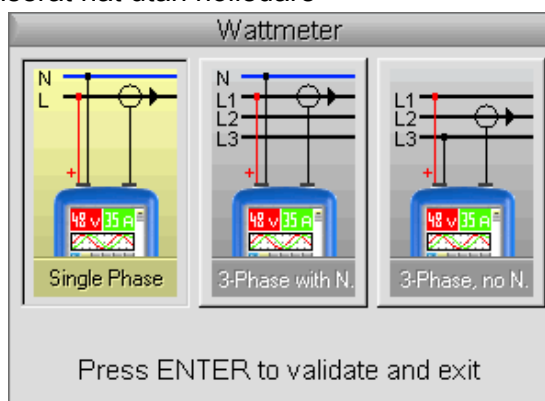 Wattmeter
N
L
N
L1
L2
L3
L1
L2
L3
+
+
+
48 v 35 A
48 v 35 A
48 v 35 A
Single Phase
3-Phase with N.
3-Phase, no N.
Press ENTER to validate and exit